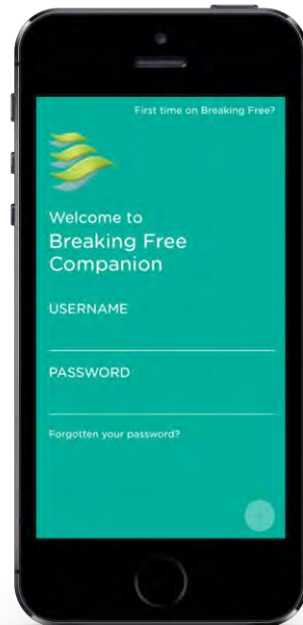 First time on Breaking Free?
Welcome to
Breaking Free
Companion
USERNAME
PASSWORD
Forgotten your password?